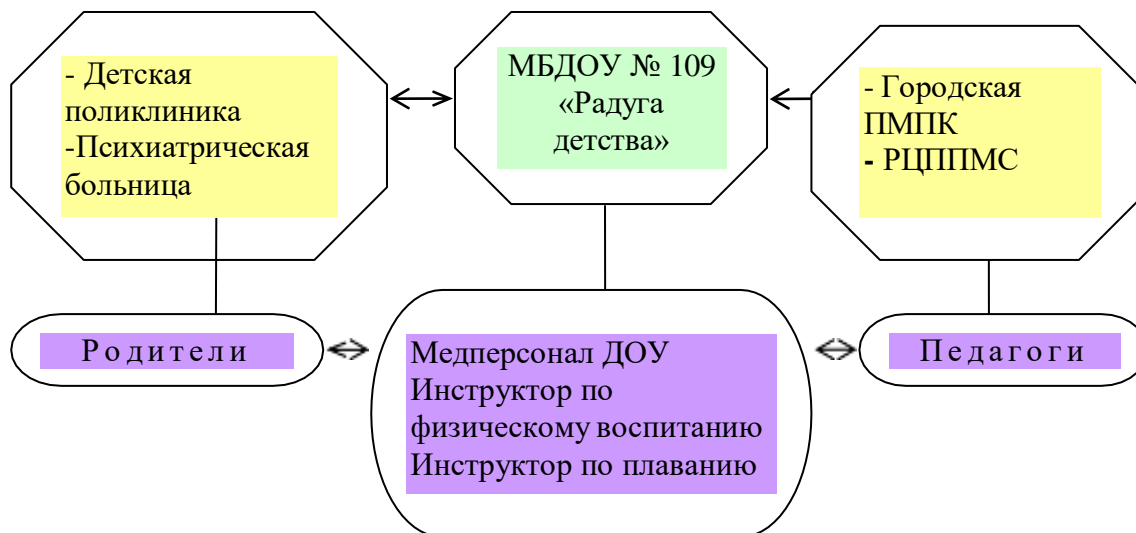 - Детская
поликлиника
-Психиатрическая
больница
МБДОУ № 109
«Радуга
детства»
- Городская
ПМПК
- РЦППМС
Родители
Медперсонал ДОУ
Инструктор по
физическому воспитанию
Инструктор по плаванию
Педагоги